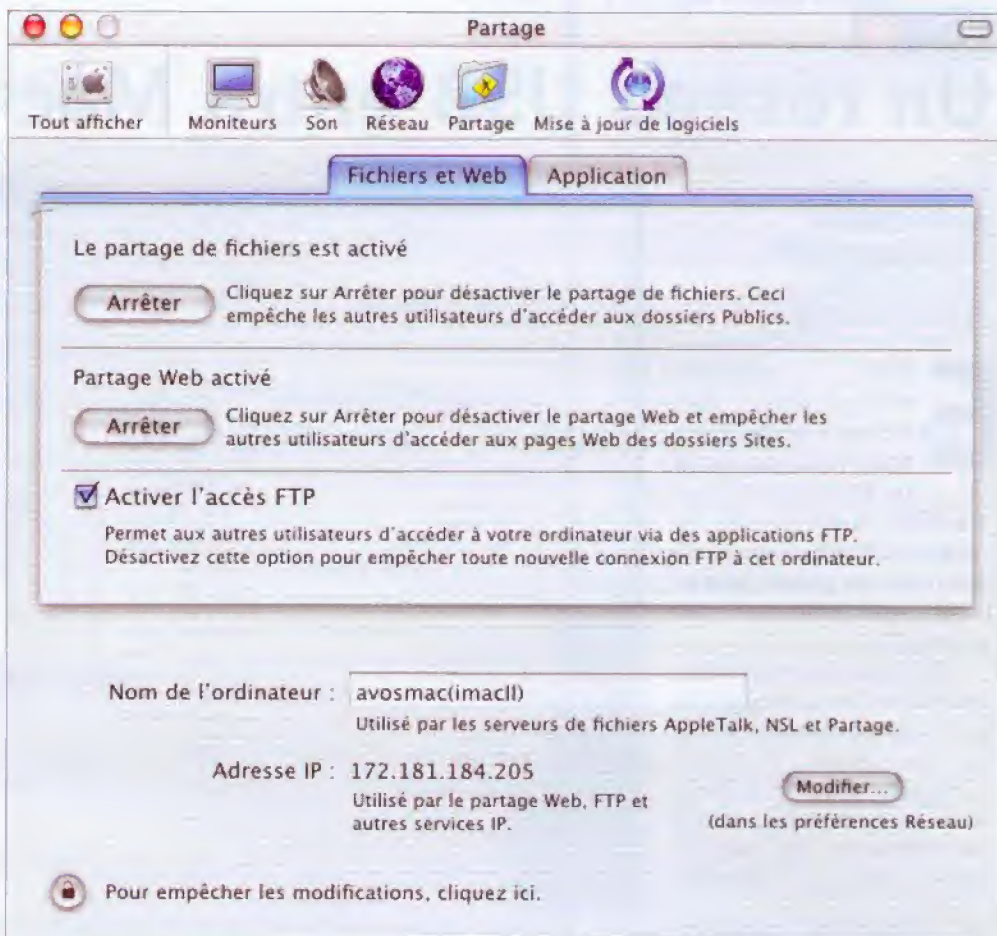 Partage
Tout afficher
Moniteurs
Son
Réseau
Partage
Mise à jour de logiciels
Fichiers et Web
Application
Le partage de fichiers est activé
Arrêter
Cliquez sur Arrêter pour désactiver le partage de fichiers. Ceci
empêche les autres utilisateurs d'accéder aux dossiers Publics.
Partage Web activé
Arrêter
Cliquez sur Arrêter pour désactiver le partage Web et empêcher les
autres utilisateurs d'accéder aux pages Web des dossiers Sites.
Activer l'accès FTP
Permet aux autres utilisateurs d'accéder à votre ordinateur via des applications FTP.
Désactivez cette option pour empêcher toute nouvelle connexion FTP à cet ordinateur.
Nom de l'ordinateur :
avosmac(imacll)
Utilisé par les serveurs de fichiers AppleTalk, NSL et Partage.
Adresse IP :
172.181.184.205
Utilisé par le partage Web, FTP et
autres services IP.
Modifier...
(dans les préférences Réseau)
Pour empêcher les modifications, cliquez ici.